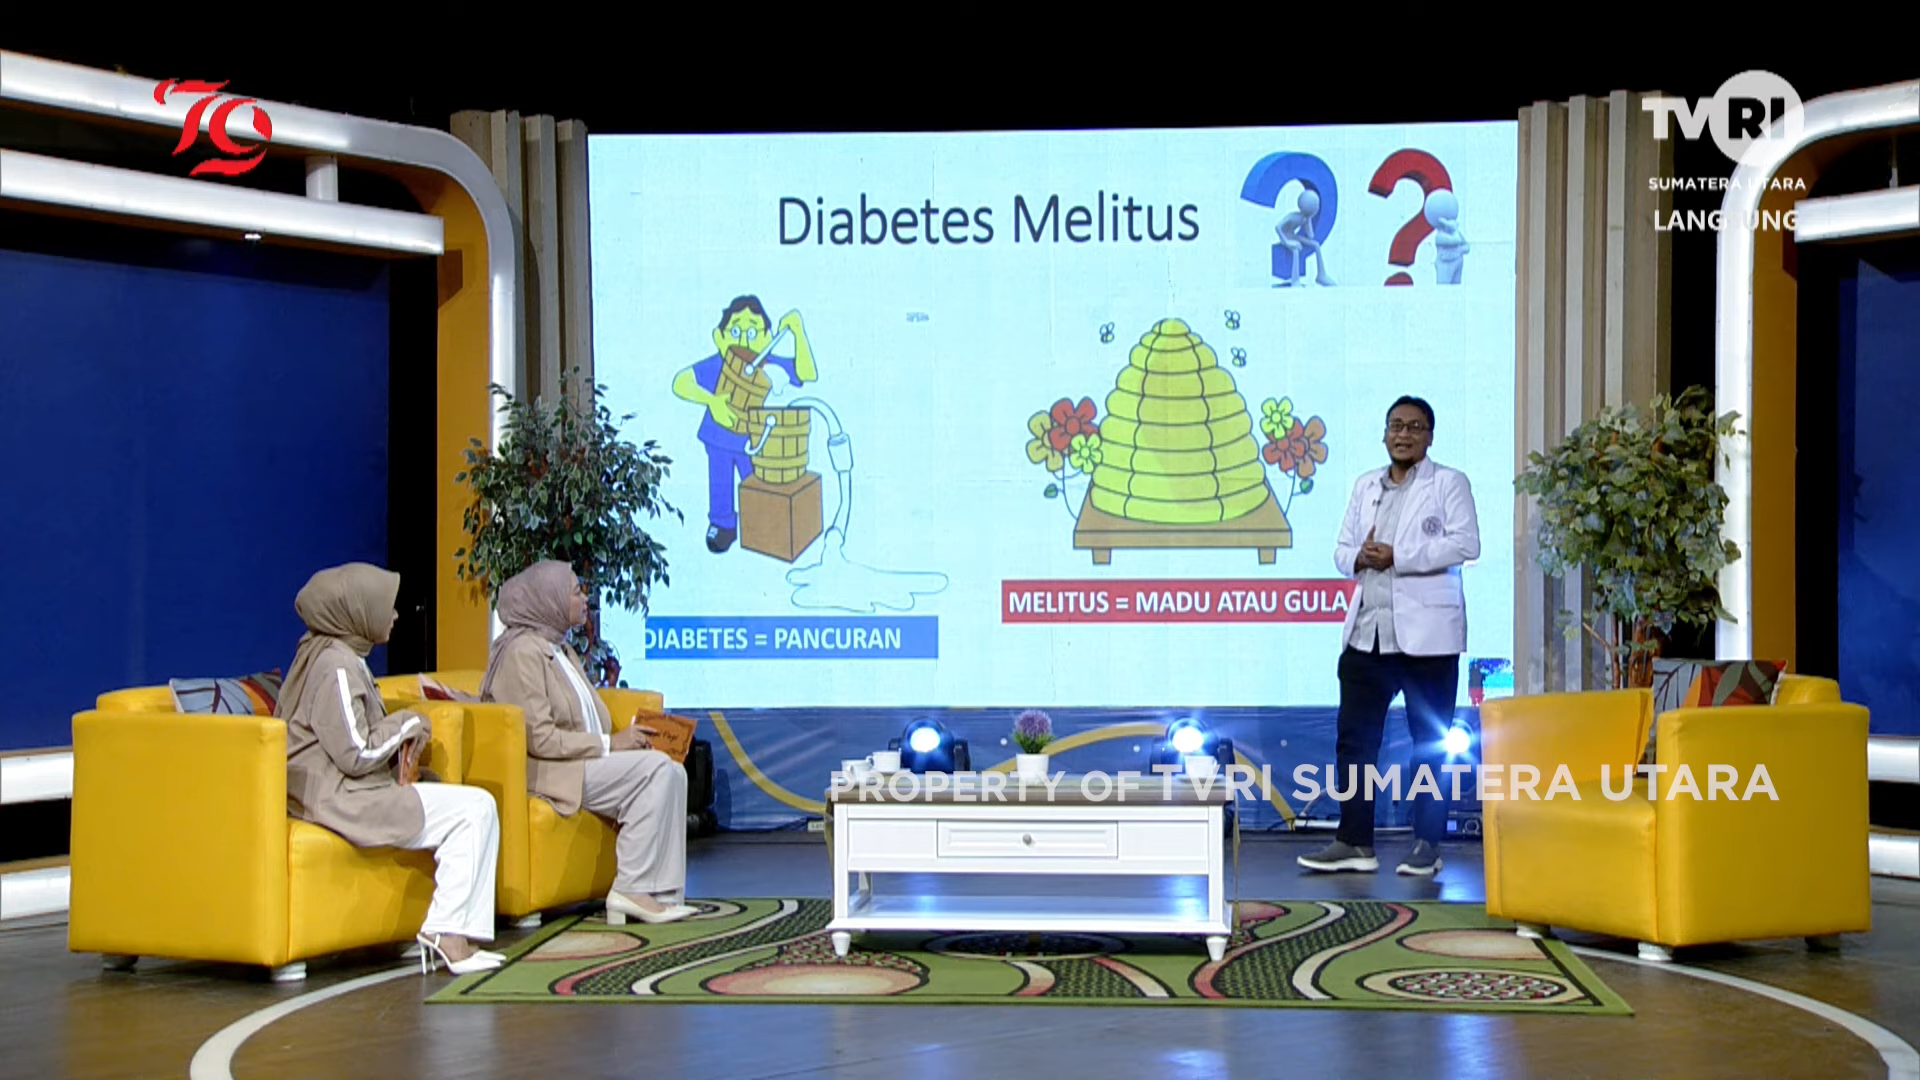 79
TVRI
SUMATERA UTARA
LANGSUNG
Diabetes Melitus
MELITUS = MADU ATAU GULA
DIABETES = PANCURAN
PROPERTY OF TVRI SUMATERA UTARA